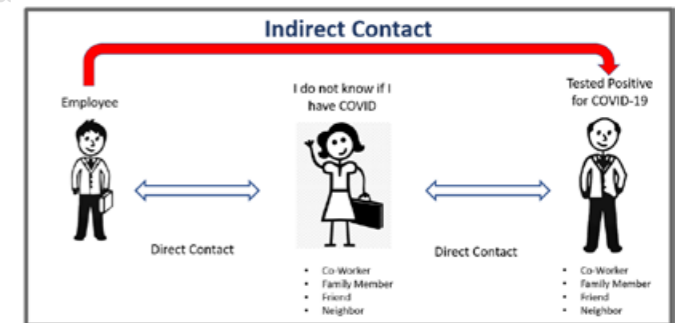 Indirect Contact
Employee
I do not know if I
have COVID
Tested Positive
for COVID-19
Direct Contact
Direct Contact
• Co-Worker
• Family Member
• Friend
• Neighbor
• Co-Worker
• Family Member
• Friend
• Neighbor